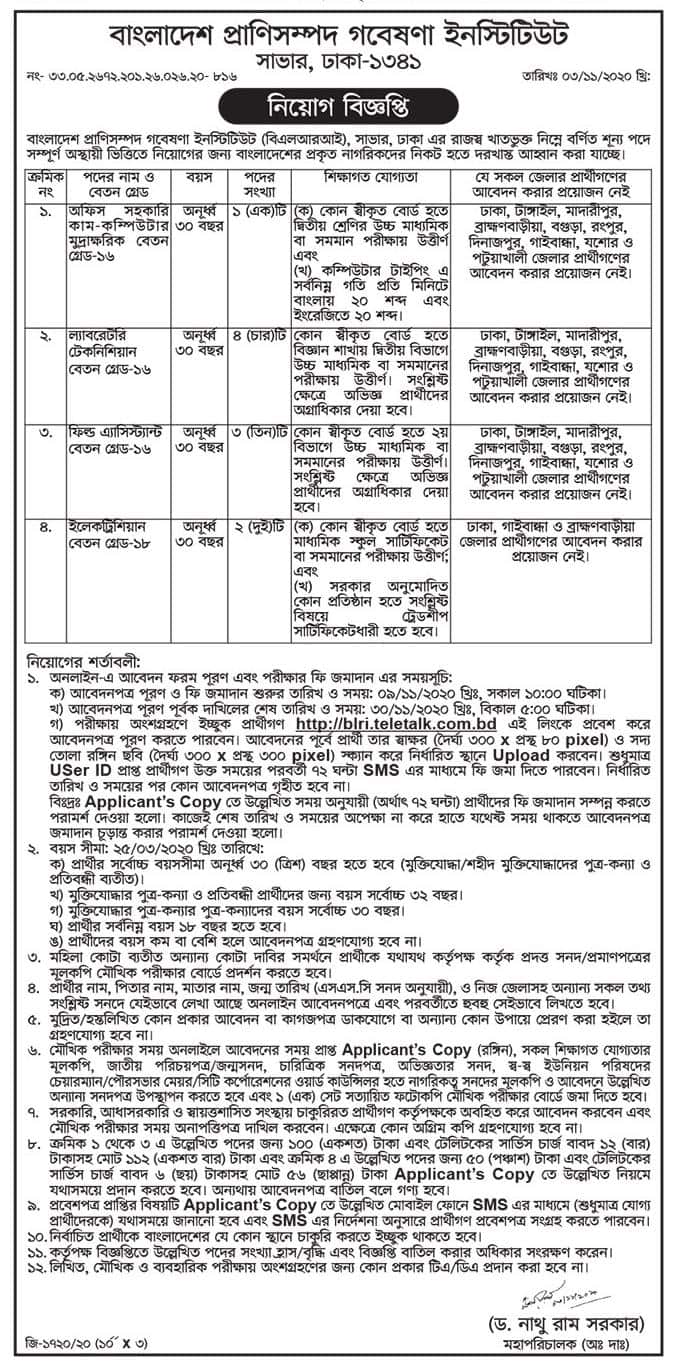 বাংলাদেশ প্রাণিসম্পদ গবেষণা ইনস্টিটিউট
সাভার, ঢাকা-১৩৪১
নং- ৩৩.০৫.২৬৭২.২০১.২৬.০২৬.২০- ৮১৬
তারিখঃ ০৩/১১/২০২০ খ্রি:
নিয়োগ বিজ্ঞপ্তি
বাংলাদেশ প্রাণিসম্পদ গবেষণা ইনস্টিটিউট (বিএলআরআই), সাভার, ঢাকা এর রাজস্ব খাতভুক্ত নিম্নে বর্ণিত শূন্য পদে
সম্পূর্ণ অস্থায়ী ভিত্তিতে নিয়োগের জন্য বাংলাদেশের প্রকৃত নাগরিকদের নিকট হতে দরখাস্ত আহ্বান করা যাচ্ছে।
ক্রমিক নং
পদের নাম ও বেতন গ্রেড
বয়স
পদের সংখ্যা
শিক্ষাগত যোগ্যতা
যে সকল জেলার প্রার্থীগণের আবেদন করার প্রয়োজন নেই
১.
অফিস সহকারি
কাম-কম্পিউটার
মুদ্রাক্ষরিক বেতন
গ্রেড-১৬
অনূর্ধ্ব
৩০ বছর
১ (এক)টি
(ক) কোন স্বীকৃত বোর্ড হতে
দ্বিতীয় শ্রেণির উচ্চ মাধ্যমিক
বা সমমান পরীক্ষায় উত্তীর্ণ
এবং
(খ) কম্পিউটার টাইপিং এ
সর্বনিম্ন গতি প্রতি মিনিটে
বাংলায় ২০ শব্দ এবং
ইংরেজিতে ২০ শব্দ।
ঢাকা, টাঙ্গাইল, মাদারীপুর,
ব্রাহ্মণবাড়ীয়া, বগুড়া, রংপুর,
দিনাজপুর, গাইবান্ধা, যশোর ও
পটুয়াখালী জেলার প্রার্থীগণের
আবেদন করার প্রয়োজন নেই।
২.
ল্যাবরেটরি
টেকনিশিয়ান
বেতন গ্রেড-১৬
অনূর্ধ্ব
৩০ বছর
৪ (চার)টি
কোন স্বীকৃত বোর্ড হতে
বিজ্ঞান শাখায় দ্বিতীয় বিভাগে
উচ্চ মাধ্যমিক বা সমমানের
পরীক্ষায় উত্তীর্ণ। সংশ্লিষ্ট
ক্ষেত্রে অভিজ্ঞ প্রার্থীদের
অগ্রাধিকার দেয়া হবে।
ঢাকা, টাঙ্গাইল, মাদারীপুর,
ব্রাহ্মণবাড়ীয়া, বগুড়া, রংপুর,
দিনাজপুর, গাইবান্ধা, যশোর ও
পটুয়াখালী জেলার প্রার্থীগণের
আবেদন করার প্রয়োজন নেই।
৩.
ফিল্ড এ্যাসিস্ট্যান্ট
বেতন গ্রেড-১৬
অনূর্ধ্ব
৩০ বছর
৩ (তিন)টি
কোন স্বীকৃত বোর্ড হতে ২য়
বিভাগে উচ্চ মাধ্যমিক বা
সমমানের পরীক্ষায় উত্তীর্ণ।
সংশ্লিষ্ট ক্ষেত্রে অভিজ্ঞ
প্রার্থীদের অগ্রাধিকার দেয়া
হবে।
ঢাকা, টাঙ্গাইল, মাদারীপুর,
ব্রাহ্মণবাড়ীয়া, বগুড়া, রংপুর,
দিনাজপুর, গাইবান্ধা, যশোর ও
পটুয়াখালী জেলার প্রার্থীগণের
আবেদন করার প্রয়োজন নেই।
৪.
ইলেকট্রিশিয়ান
বেতন গ্রেড-১৮
অনূর্ধ্ব
৩০ বছর
২ (দুই)টি
(ক) কোন স্বীকৃত বোর্ড হতে
মাধ্যমিক স্কুল সার্টিফিকেট
বা সমমানের পরীক্ষায় উত্তীর্ণ;
এবং
(খ) সরকার অনুমোদিত
কোন প্রতিষ্ঠান হতে সংশ্লিষ্ট
বিষয়ে ট্রেডশীপ
সার্টিফিকেটধারী হতে হবে।
ঢাকা, গাইবান্ধা ও ব্রাহ্মণবাড়ীয়া
জেলার প্রার্থীগণের আবেদন করার
প্রয়োজন নেই।
নিয়োগের শর্তাবলী:
১. অনলাইন-এ আবেদন ফরম পূরণ এবং পরীক্ষার ফি জমাদান এর সময়সূচি:
ক) আবেদনপত্র পূরণ ও ফি জমাদান শুরুর তারিখ ও সময়: ০৯/১১/২০২০ খ্রিঃ, সকাল ১০:০০ ঘটিকা।
খ) আবেদনপত্র পূরণ পূর্বক দাখিলের শেষ তারিখ ও সময়: ৩০/১১/২০২০ খ্রিঃ, বিকাল ৫:০০ ঘটিকা।
গ) পরীক্ষায় অংশগ্রহণে ইচ্ছুক প্রার্থীগণ http://blri.teletalk.com.bd এই লিংকে প্রবেশ করে
আবেদনপত্র পূরণ করতে পারবেন। আবেদনের পূর্বে প্রার্থী তার স্বাক্ষর (দৈর্ঘ্য ৩০০ x প্রস্থ ৮০ pixel) ও সদ্য
তোলা রঙ্গিন ছবি (দৈর্ঘ্য ৩০০ x প্রস্থ ৩০০ pixel) স্ক্যান করে নির্ধারিত স্থানে Upload করবেন। শুধুমাত্র
USer ID প্রাপ্ত প্রার্থীগণ উক্ত সময়ের পরবর্তী ৭২ ঘন্টা SMS এর মাধ্যমে ফি জমা দিতে পারবেন। নির্ধারিত
তারিখ ও সময়ের পর কোন আবেদনপত্র গৃহীত হবে না।
বিঃদ্রঃ Applicant's Copy তে উল্লেখিত সময় অনুযায়ী (অর্থাৎ ৭২ ঘন্টা) প্রার্থীদের ফি জমাদান সম্পন্ন করতে
পরামর্শ দেওয়া হলো। কাজেই শেষ তারিখ ও সময়ের অপেক্ষা না করে হাতে যথেস্ট সময় থাকতে আবেদনপত্র
জমাদান চূড়ান্ত করার পরামর্শ দেওয়া হলো।
২. বয়স সীমা: ২৫/০৩/২০২০ খ্রিঃ তারিখে:
ক) প্রার্থীর সর্বোচ্চ বয়সসীমা অনূর্ধ্ব ৩০ (ত্রিশ) বছর হতে হবে (মুক্তিযোদ্ধা/শহীদ মুক্তিযোদ্ধাদের পুত্র-কন্যা ও
প্রতিবন্ধী ব্যতীত)।
খ) মুক্তিযোদ্ধার পুত্র-কন্যা ও প্রতিবন্ধী প্রার্থীদের জন্য বয়স সর্বোচ্চ ৩২ বছর।
গ) মুক্তিযোদ্ধার পুত্র-কন্যার পুত্র-কন্যাদের বয়স সর্বোচ্চ ৩০ বছর।
ঘ) প্রার্থীর সর্বনিম্ন বয়স ১৮ বছর হতে হবে।
ঙ) প্রার্থীদের বয়স কম বা বেশি হলে আবেদনপত্র গ্রহণযোগ্য হবে না।
৩. মহিলা কোটা ব্যতীত অন্যান্য কোটা দাবির সমর্থনে প্রার্থীকে যথাযথ কর্তৃপক্ষ কর্তৃক প্রদত্ত সনদ/প্রমাণপত্রের
মূলকপি মৌখিক পরীক্ষার বোর্ডে প্রদর্শন করতে হবে।
৪. প্রার্থীর নাম, পিতার নাম, মাতার নাম, জন্ম তারিখ (এসএস.সি সনদ অনুযায়ী), ও নিজ জেলাসহ অন্যান্য সকল তথ্য
সংশ্লিষ্ট সনদে যেইভাবে লেখা আছে অনলাইন আবেদনপত্রে এবং পরবর্তীতে হুবহু সেইভাবে লিখতে হবে।
৫. মুদ্রিত/হস্তলিখিত কোন প্রকার আবেদন বা কাগজপত্র ডাকযোগে বা অন্যান্য কোন উপায়ে প্রেরণ করা হইলে তা
গ্রহণযোগ্য হবে না।
৬. মৌখিক পরীক্ষার সময় অনলাইনে আবেদনের সময় প্রাপ্ত Applicant's Copy (রঙ্গিন), সকল শিক্ষাগত যোগ্যতার
মূলকপি, জাতীয় পরিচয়পত্র/জন্মসনদ, চারিত্রিক সনদপত্র, অভিজ্ঞতার সনদ, স্ব-স্ব ইউনিয়ন পরিষদের
চেয়ারম্যান/পৌরসভার মেয়র/সিটি কর্পোরেশনের ওয়ার্ড কাউন্সিলর হতে নাগরিকত্ব সনদের মূলকপি ও আবেদনে উল্লেখিত
অন্যান্য সনদপত্র উপস্থাপন করতে হবে এবং ১ (এক) সেট সত্যায়িত ফটোকপি মৌখিক পরীক্ষার বোর্ডে জমা দিতে হবে।
৭. সরকারি, আধাসরকারি ও স্বায়ত্তশাসিত সংস্থায় চাকুরিরত প্রার্থীগণ কর্তৃপক্ষকে অবহিত করে আবেদন করবেন এবং
মৌখিক পরীক্ষার সময় অনাপত্তিপত্র দাখিল করবেন। এক্ষেত্রে কোন অগ্রিম কপি গ্রহণযোগ্য হবে না।
৮. ক্রমিক ১ থেকে ৩ এ উল্লেখিত পদের জন্য ১০০ (একশত) টাকা এবং টেলিটকের সার্ভিস চার্জ বাবদ ১২ (বার)
টাকাসহ মোট ১১২ (একশত বার) টাকা এবং ক্রমিক ৪ এ উল্লেখিত পদের জন্য ৫০ (পঞ্চাশ) টাকা এবং টেলিটকের
সার্ভিস চার্জ বাবদ ৬ (ছয়) টাকাসহ মোট ৫৬ (ছাপ্পান্ন) টাকা Applicant's Copy তে উল্লেখিত নিয়মে
যথাসময়ে প্রদান করতে হবে। অন্যথায় আবেদনপত্র বাতিল বলে গণ্য হবে।
৯. প্রবেশপত্র প্রাপ্তির বিষয়টি Applicant's Copy তে উল্লেখিত মোবাইল ফোনে SMS এর মাধ্যমে (শুধুমাত্র যোগ্য
প্রার্থীদেরকে) যথাসময়ে জানানো হবে এবং SMS এর নির্দেশনা অনুসারে প্রার্থীগণ প্রবেশপত্র সংগ্রহ করতে পারবেন।
১০. নির্বাচিত প্রার্থীকে বাংলাদেশের যে কোন স্থানে চাকুরি করতে ইচ্ছুক থাকতে হবে।
১১. কর্তৃপক্ষ বিজ্ঞপ্তিতে উল্লেখিত পদের সংখ্যা হ্রাস/বৃদ্ধি এবং বিজ্ঞপ্তি বাতিল করার অধিকার সংরক্ষণ করেন।
১২. লিখিত, মৌখিক ও ব্যবহারিক পরীক্ষায় অংশগ্রহণের জন্য কোন প্রকার টিএ/ডিএ প্রদান করা হবে না।
(ড. নাথু রাম সরকার)
মহাপরিচালক (অঃ দাঃ)
জি-১৭২০/২০ (১০˝ x ৩)